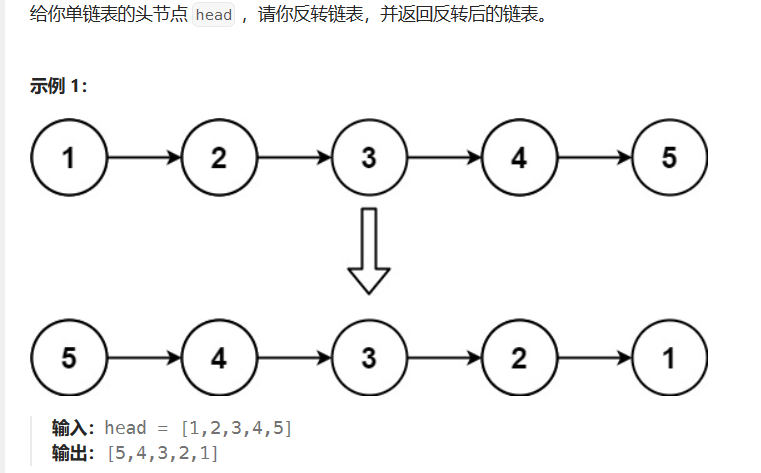 给你单链表的头节点 head ，请你反转链表，并返回反转后的链表。
示例 1：
1 2 3 4 5
5 4 3 2 1
输入：head = [1,2,3,4,5]
输出：[5,4,3,2,1]